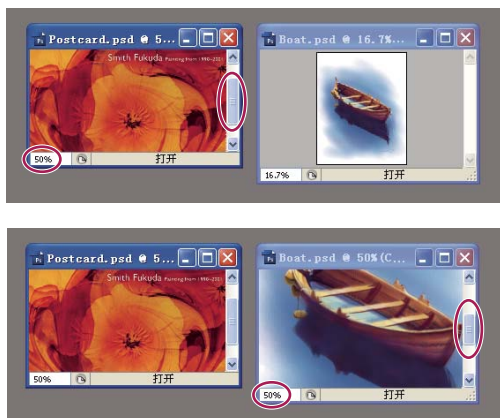 Postcard.psd @ 5...
Smith Fukuda
50%
打开
Boat.psd @ 16.7%...
16.7%
打开
Postcard.psd @ 5...
Smith Fukuda
50%
打开
Boat.psd @ 50%(C...
50%
打开